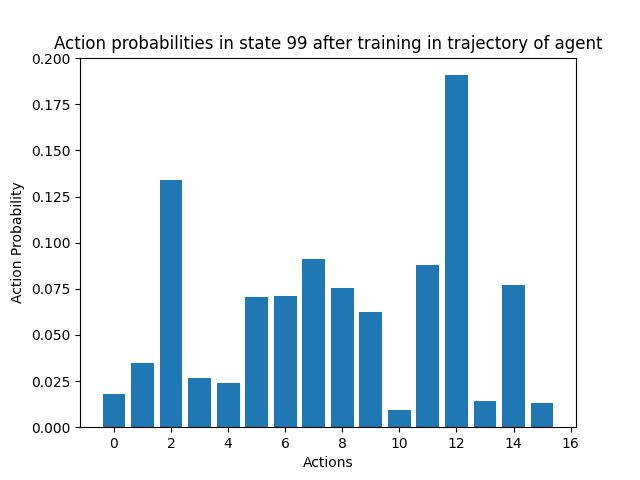 Action probabilities in state 99 after training in trajectory of agent
0.200
0.175
0.150
0.125
0.100
0.075
0.050
0.025
0.000
Action Probability
0 2 4 6 8 10 12 14 16
Actions